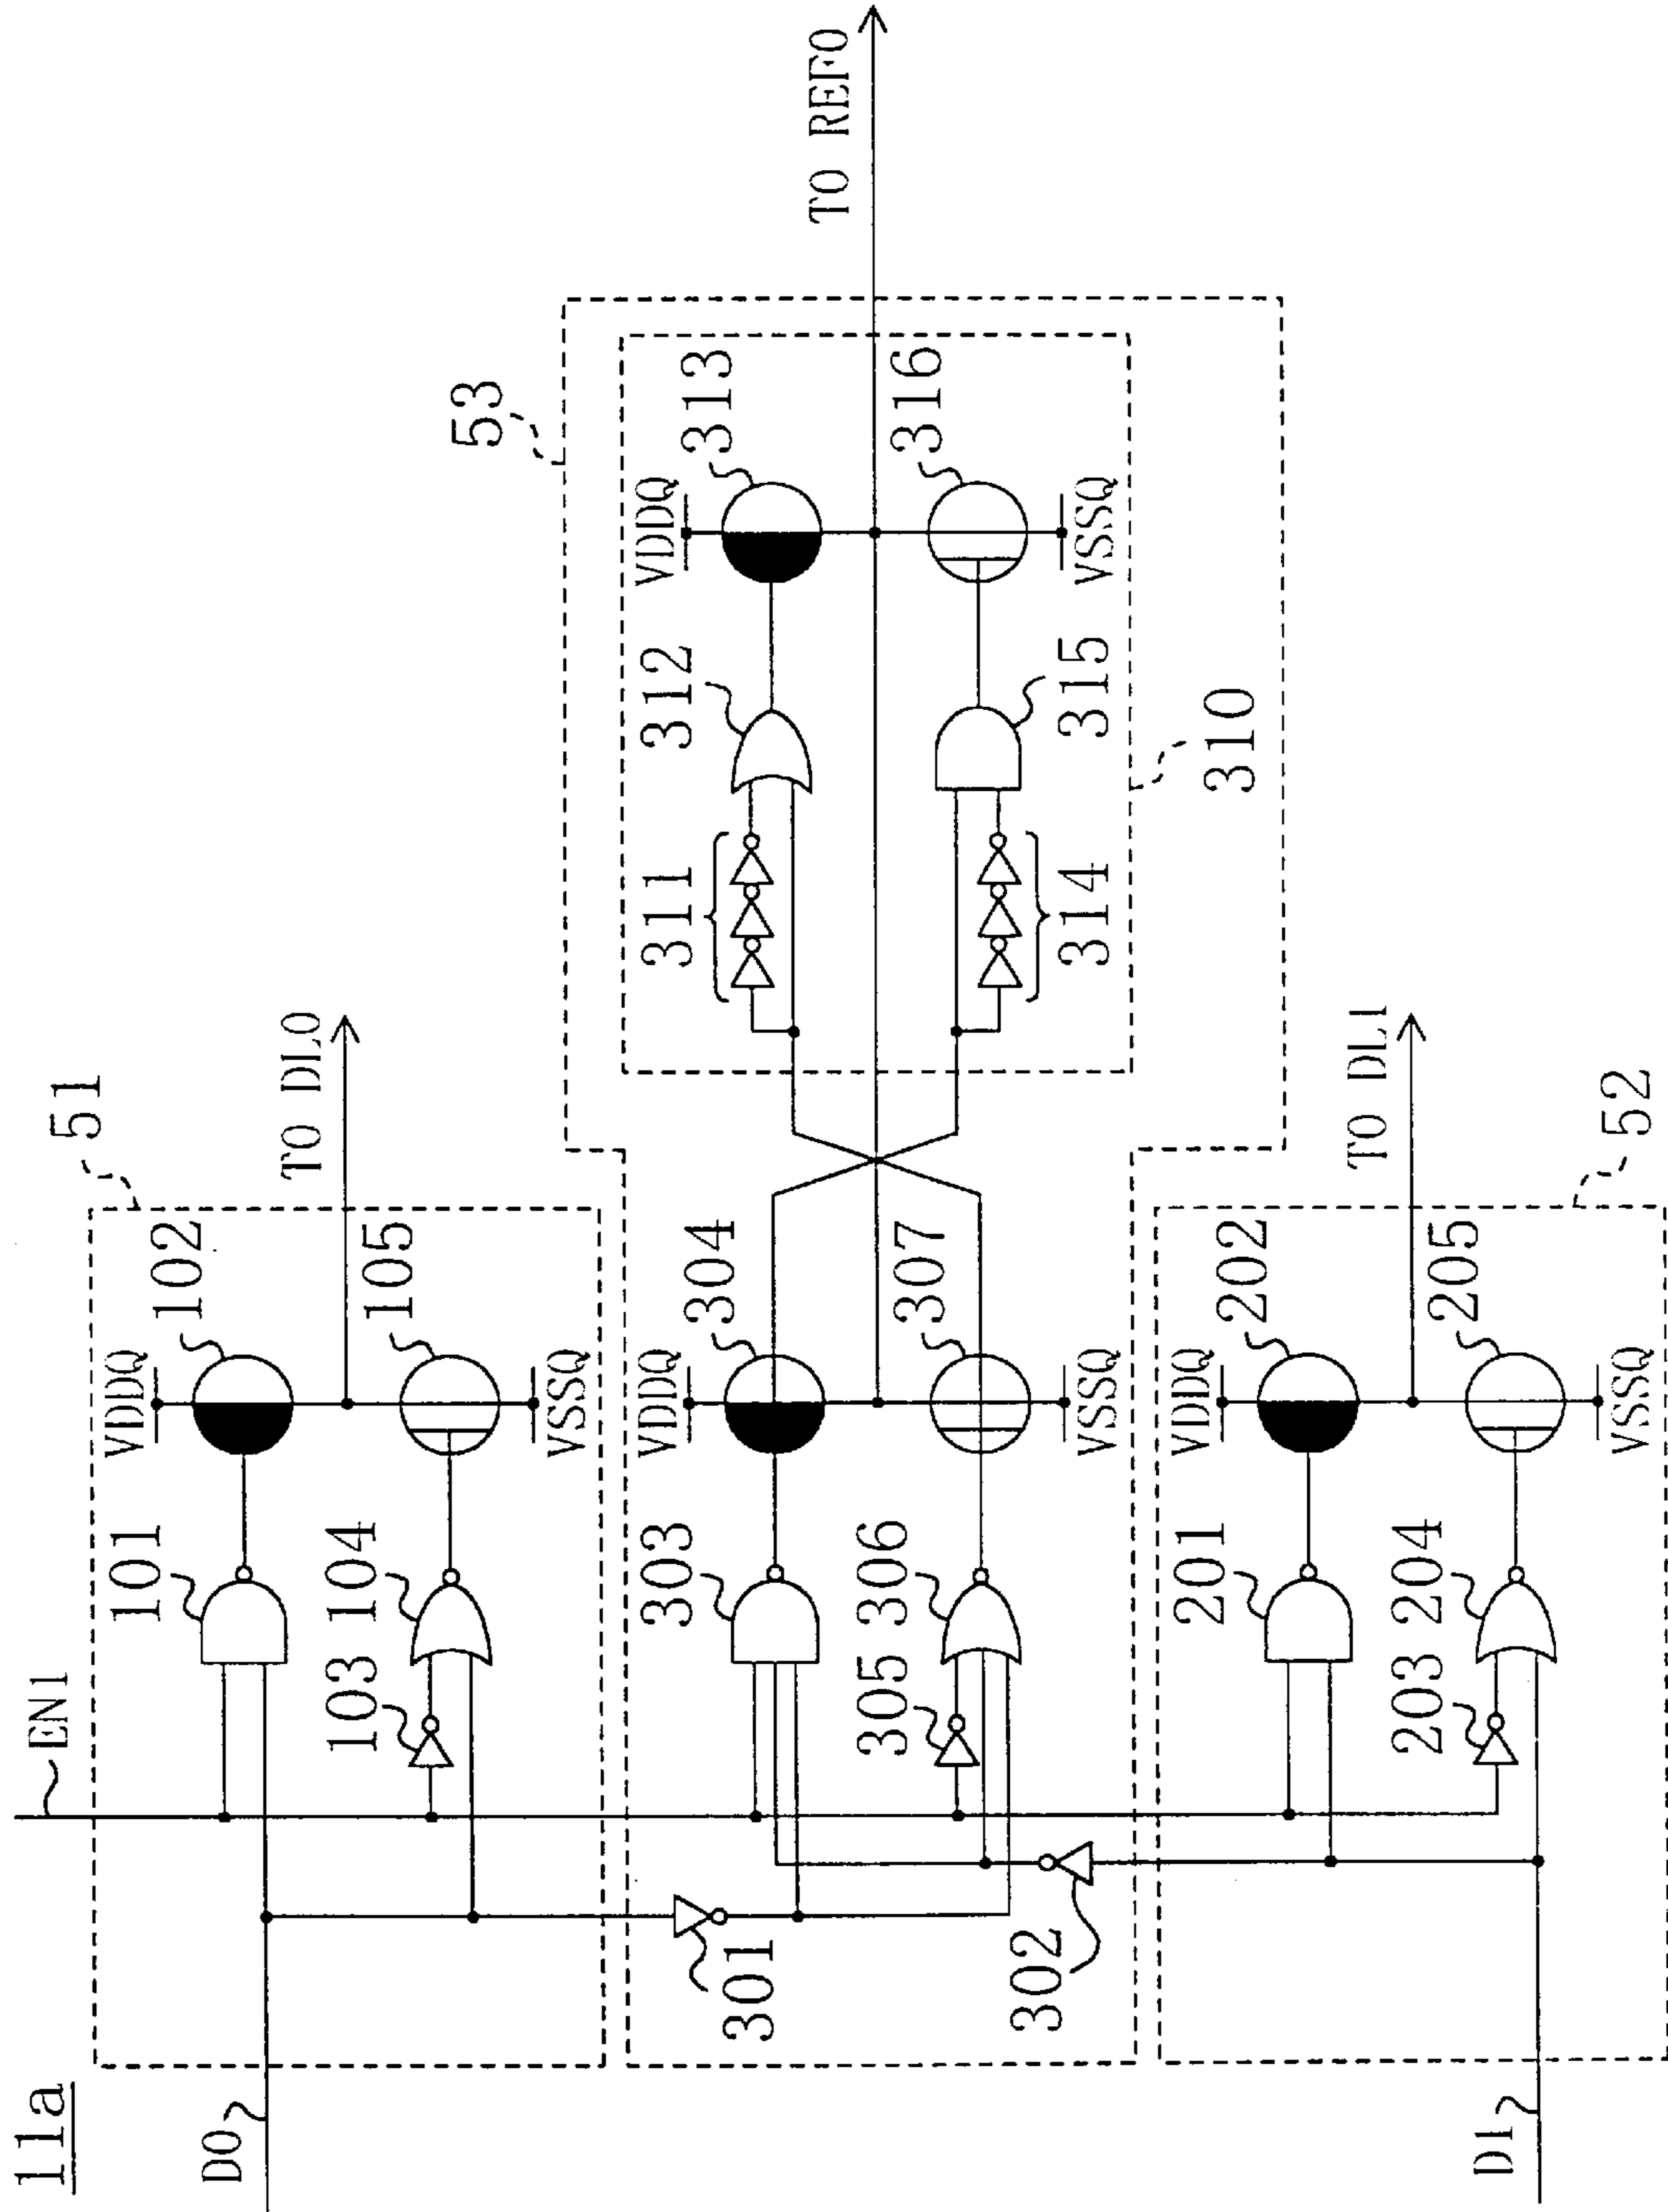 11a
EN1
D0
D1
51
101
102
VDDQ
103
104
105
VSSQ
TO DL0
53
301
302
303
304
VDDQ
305
306
307
VSSQ
310
311
312
313
VDDQ
314
315
316
VSSQ
TO REF0
52
201
202
VDDQ
203
204
205
VSSQ
TO DL1